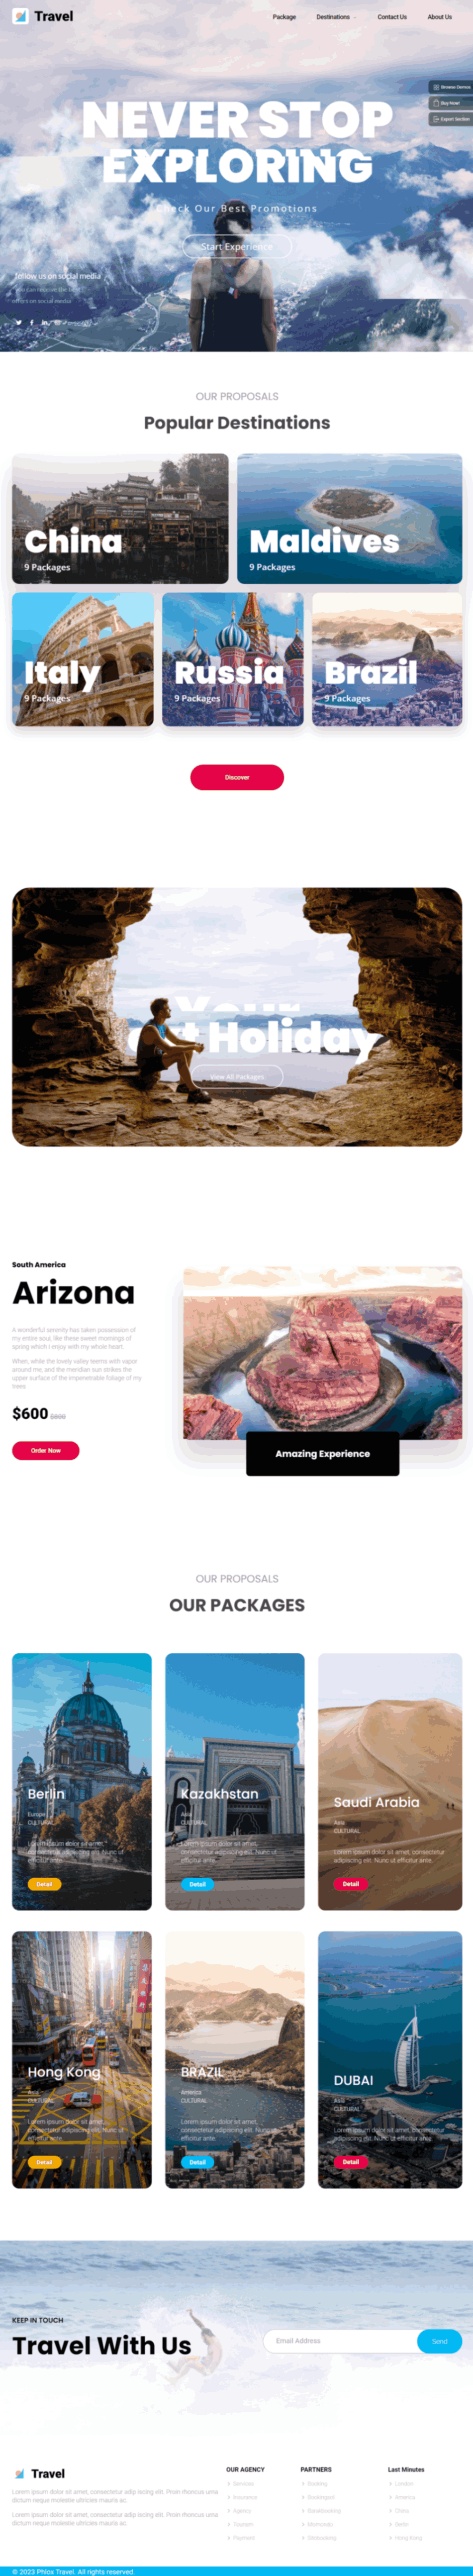 Travel
Package
Destinations
Contact Us
About Us
Browse Demos
Buy Now!
Export Section
NEVER STOP
EXPLORING
Check Our Best Promotions
Start Experience
follow us on social media
OUR PROPOSALS
Popular Destinations
China
9 Packages
Maldives
9 Packages
Italy
9 Packages
Russia
9 Packages
Brazil
9 Packages
Discover
Your
Holiday
View All Packages
South America
Arizona
A wonderful serenity has taken possession of
my entire soul, like these sweet mornings of
spring which I enjoy with my whole heart.
When, while the lovely valley teems with vapor
around me, and the meridian sun strikes the
upper surface of the impenetrable foliage of my
trees
$600 $800
Order Now
Amazing Experience
OUR PROPOSALS
OUR PACKAGES
Berlin
Europe
CULTURAL
Lorem ipsum dolor sit amet,
consectetur adipiscing elit. Nunc ut
efficitur ante.
Detail
Kazakhstan
Asia
CULTURAL
Lorem ipsum dolor sit amet,
consectetur adipiscing elit. Nunc ut
efficitur ante.
Detail
Saudi Arabia
Asia
CULTURAL
Lorem ipsum dolor sit amet, consectetur
adipiscing elit. Nunc ut efficitur ante.
Detail
Hong Kong
Asia
CULTURAL
Lorem ipsum dolor sit amet,
consectetur adipiscing elit. Nunc ut
efficitur ante.
Detail
BRAZIL
America
CULTURAL
Lorem ipsum dolor sit amet,
consectetur adipiscing elit. Nunc ut
efficitur ante.
Detail
DUBAI
Asia
CULTURAL
Lorem ipsum dolor sit amet, consectetur
adipiscing elit. Nunc ut efficitur ante.
Detail
KEEP IN TOUCH
Travel With Us
Email Address
Send
Travel
Lorem ipsum dolor sit amet, consectetur adip iscing elit. Proin rhoncus urna
dictum neque molestie ultricies mauris ac.
Lorem ipsum dolor sit amet, consectetur adip iscing elit. Proin rhoncus urna
dictum neque molestie ultricies mauris ac.
OUR AGENCY
Services
Insurance
Agency
Tourism
Payment
PARTNERS
Booking
Last Minutes
London
America
China
Berlin
Hong Kong
© 2023 Phlox Travel. All rights reserved.